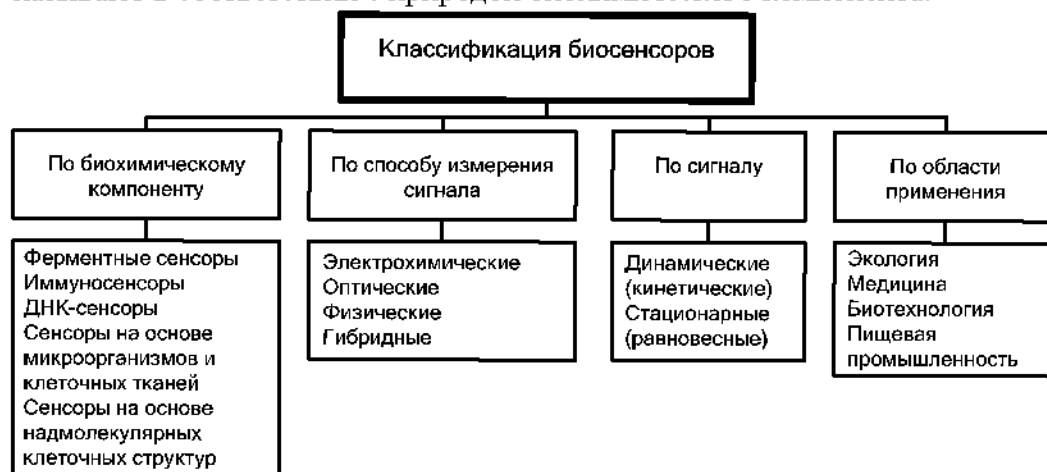 Классификация биосенсоров
По биохимическому
компоненту
По способу измерения
сигнала
По сигналу
По области
применения
Ферментные сенсоры
Иммуносенсоры
ДНК-сенсоры
Сенсоры на основе
микроорганизмов и
клеточных тканей
Сенсоры на основе
надмолекулярных
клеточных структур
Электрохимические
Оптические
Физические
Гибридные
Динамические
(кинетические)
Стационарные
(равновесные)
Экология
Медицина
Биотехнология
Пищевая
промышленность